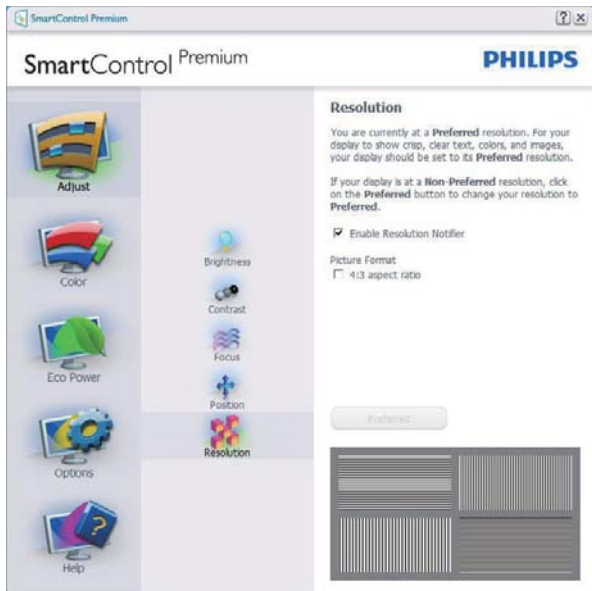 SmartControl Premium
SmartControl Premium
PHILIPS
Adjust
Color
Eco Power
Options
Help
Brightness
Contrast
Focus
Position
Resolution
Resolution
You are currently at a Preferred resolution. For your
display to show crisp, clear text, colors, and images,
your display should be set to its Preferred resolution.
If your display is at a Non-Preferred resolution, click
on the Preferred button to change your resolution to
Preferred.
Enable Resolution Notifier
Picture Format
4:3 aspect ratio
Preferred